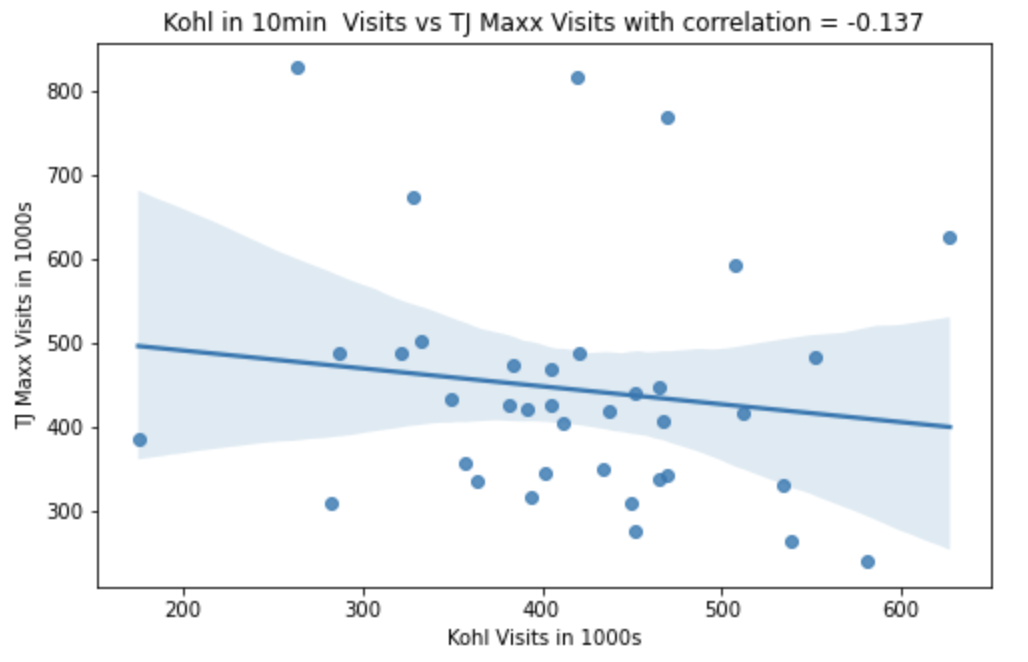 Kohl in 10min  Visits vs TJ Maxx Visits with correlation = -0.137
800
700
600
500
400
300
TJ Maxx Visits in 1000s
200 300 400 500 600
Kohl Visits in 1000s